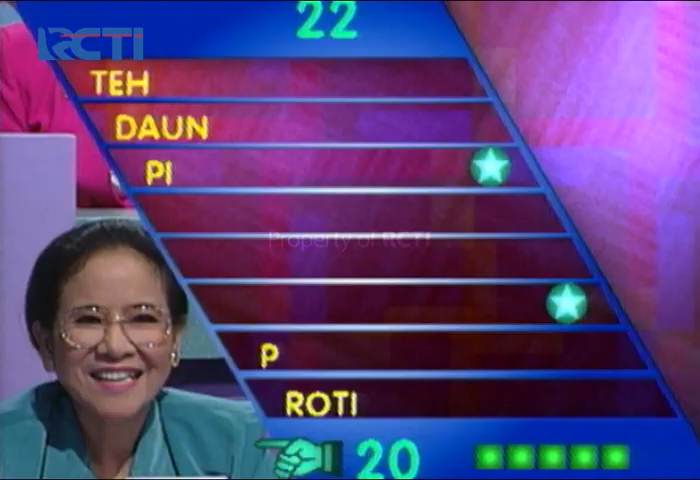 22
RCTI
TEH
DAUN
PI
Property of RCTI
P
ROTI
20